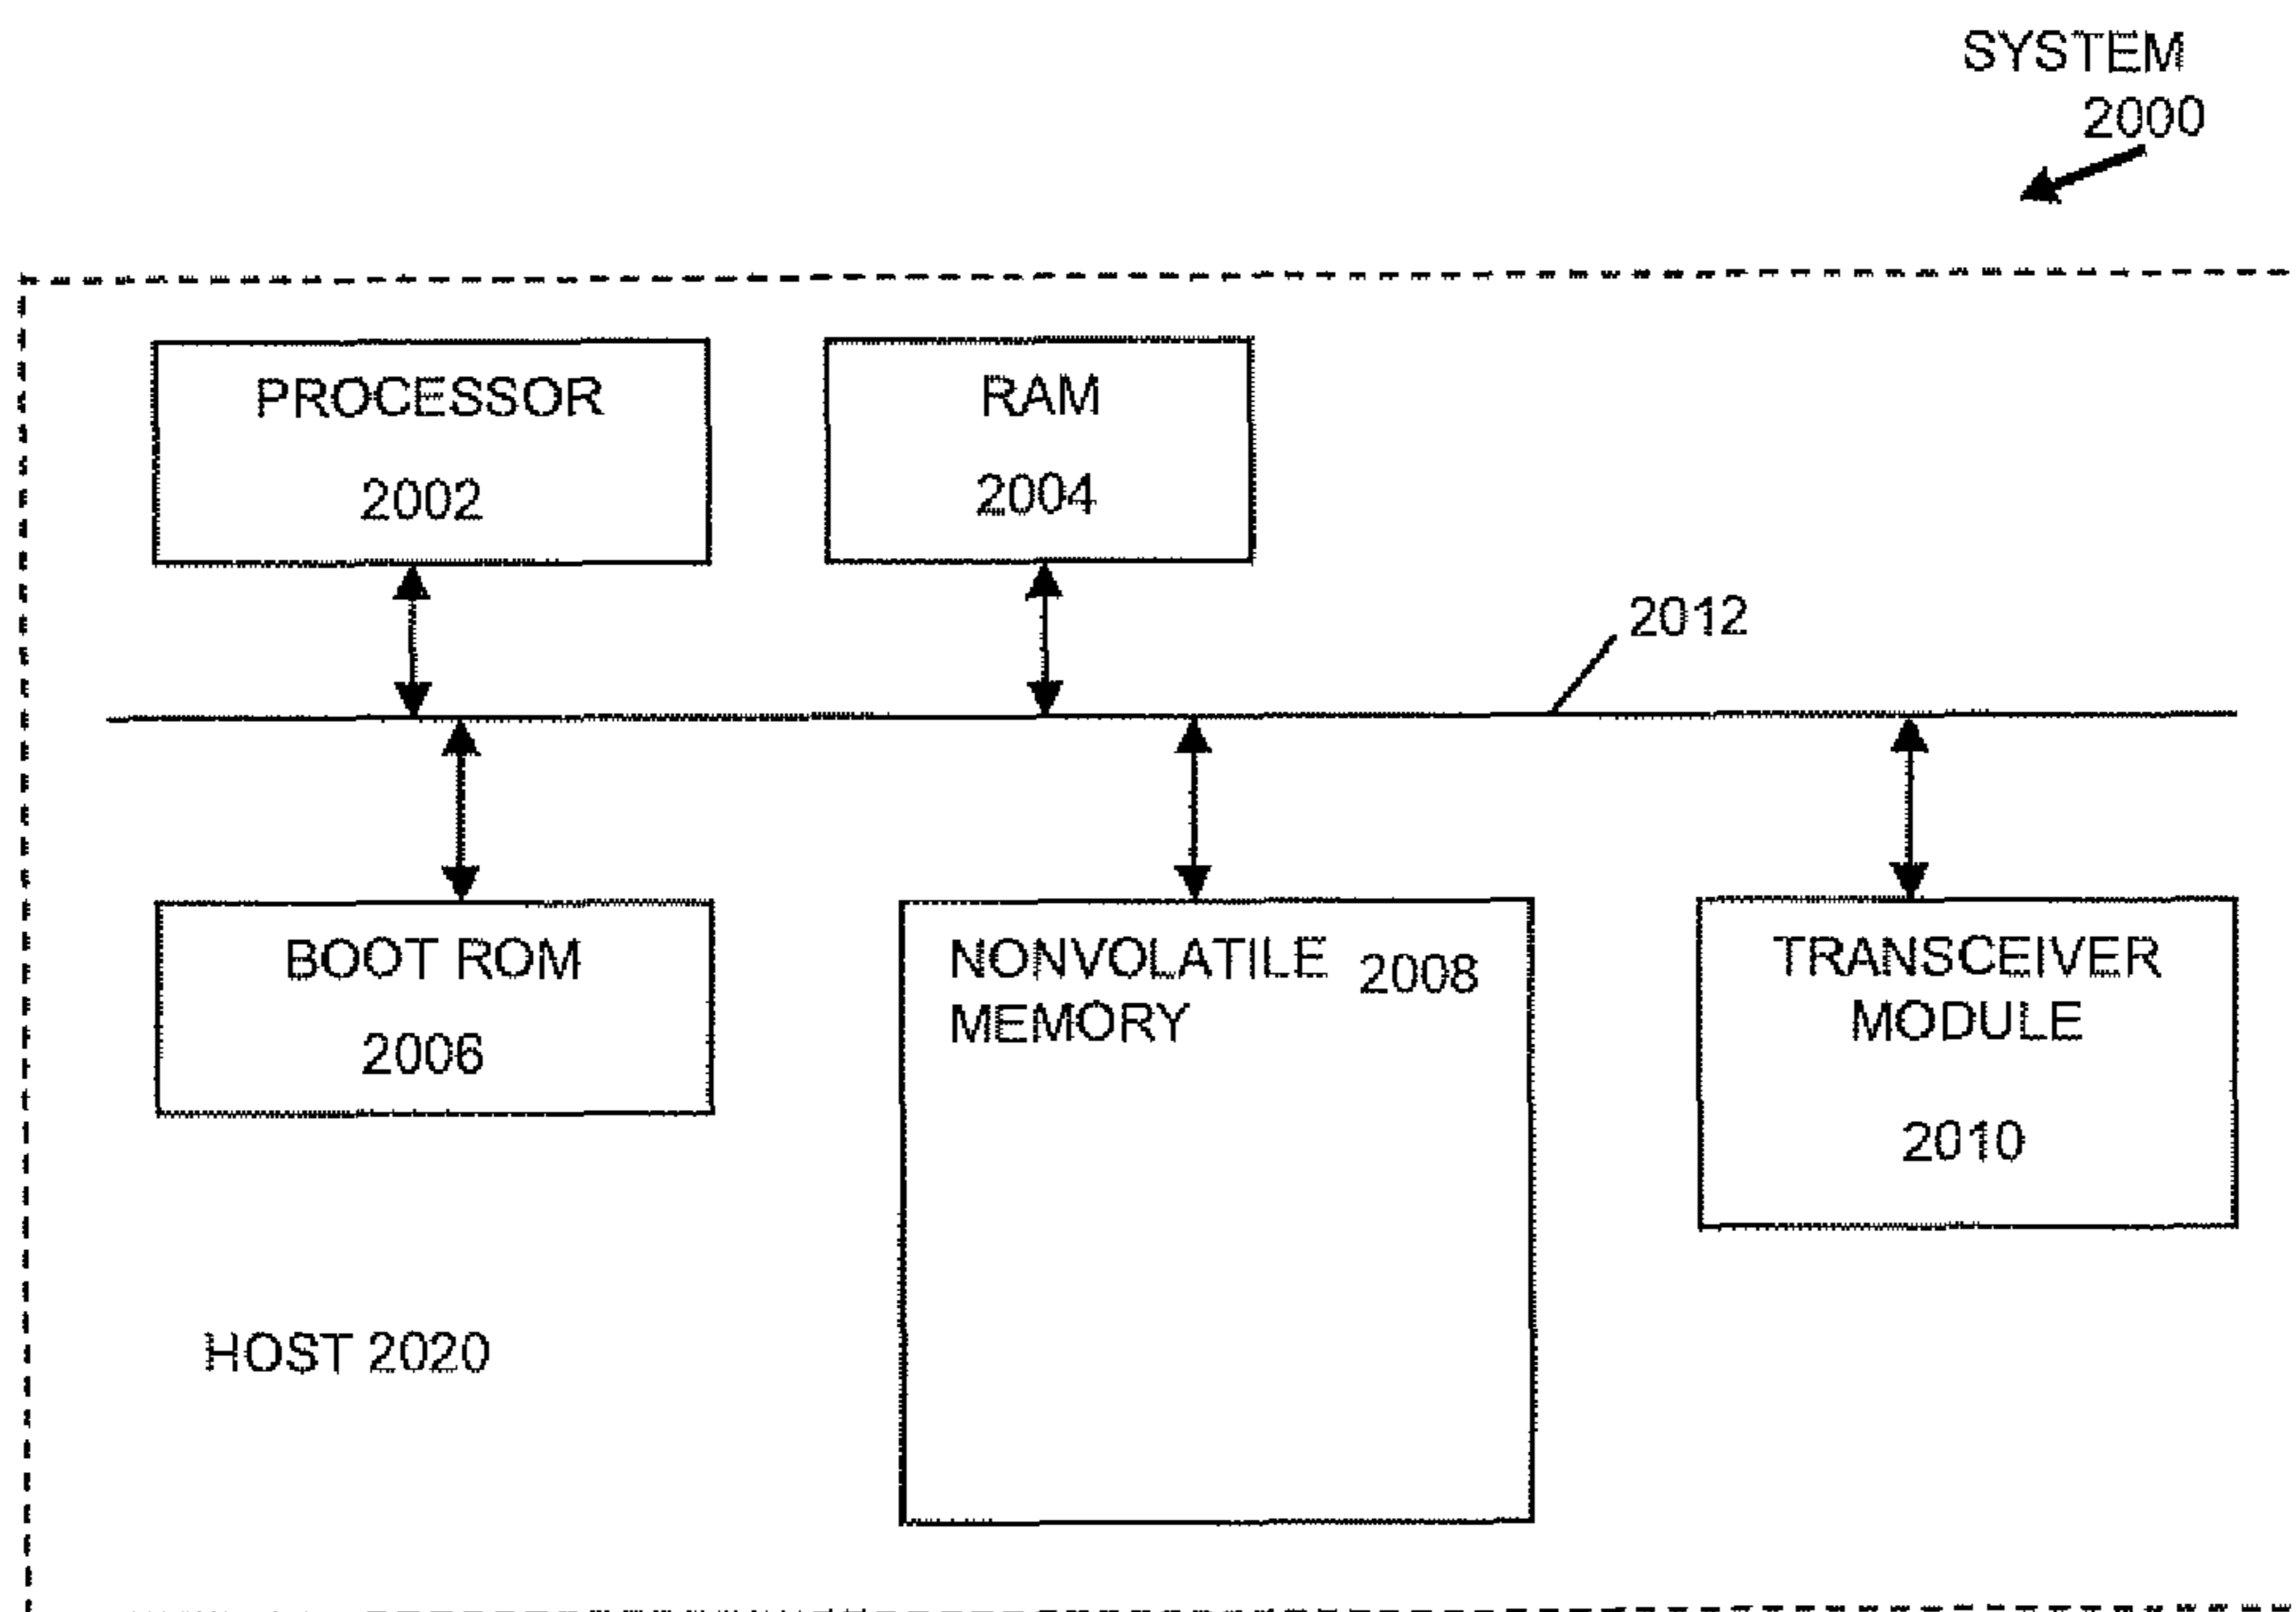 SYSTEM
2000
PROCESSOR
2002
RAM
2004
2012
BOOT ROM
2006
NONVOLATILE 2008
MEMORY
TRANSCEIVER
MODULE
2010
HOST 2020